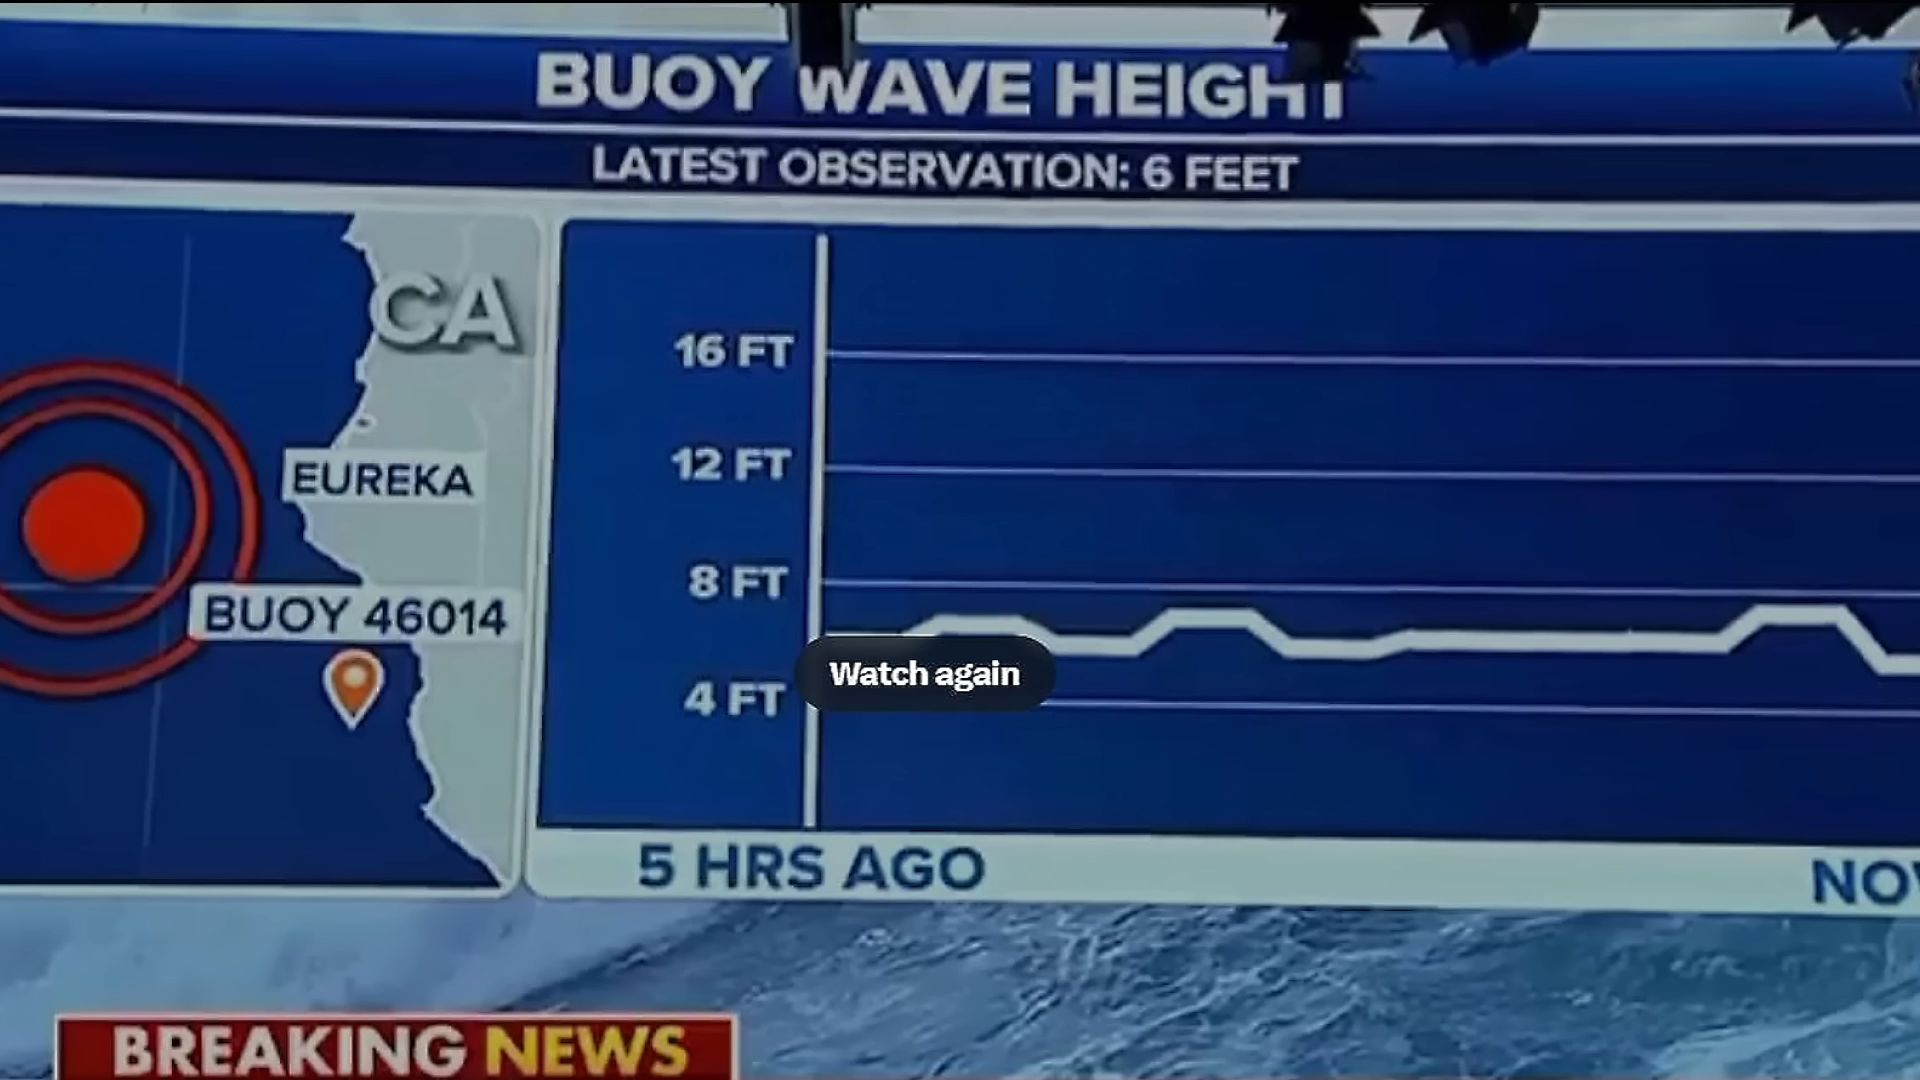 BUOY WAVE HEIGHT
LATEST OBSERVATION: 6 FEET
CA
EUREKA
BUOY 46014
16 FT
12 FT
8 FT
4 FT
Watch again
5 HRS AGO
NOW
BREAKING NEWS